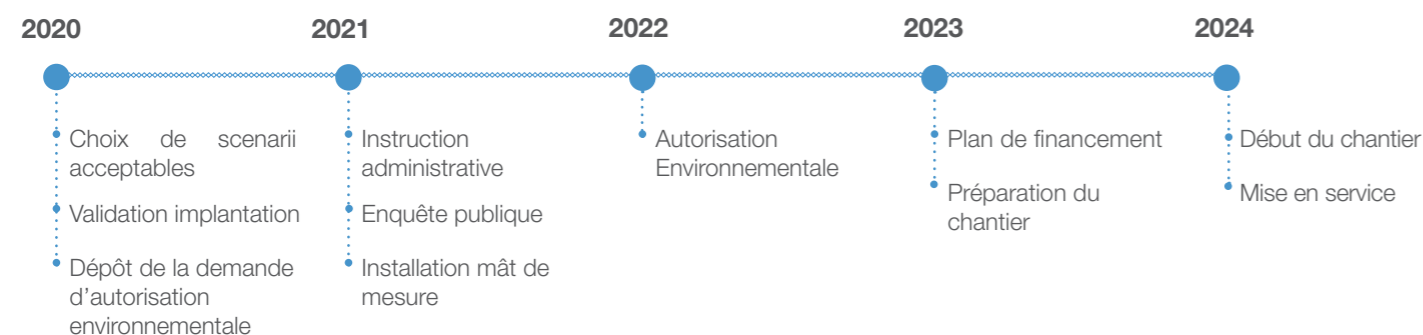 2020
Choix de scenarii
acceptables
Validation implantation
Dépôt de la demande
d'autorisation
environnementale
2021
Instruction
administrative
Enquête publique
Installation mât de
mesure
2022
Autorisation
Environnementale
2023
Plan de financement
Préparation du
chantier
2024
Début du chantier
Mise en service